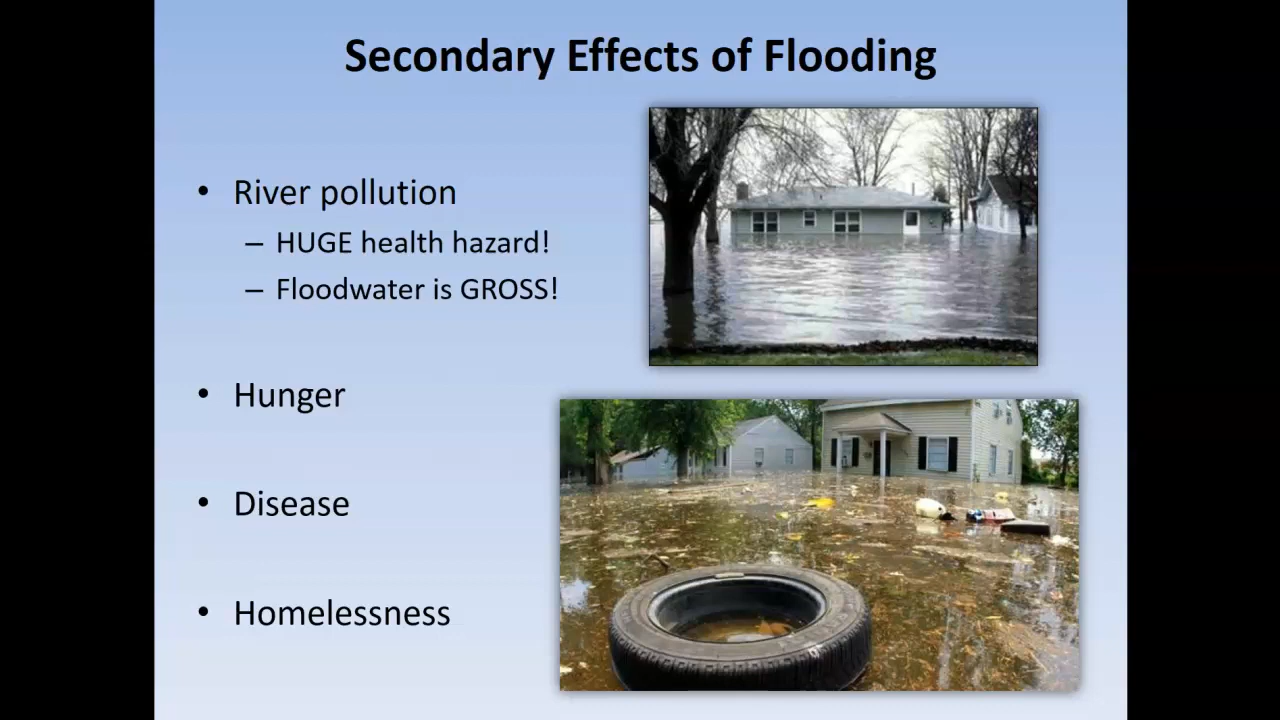 Secondary Effects of Flooding
• River pollution
– HUGE health hazard!
– Floodwater is GROSS!
• Hunger
• Disease
• Homelessness